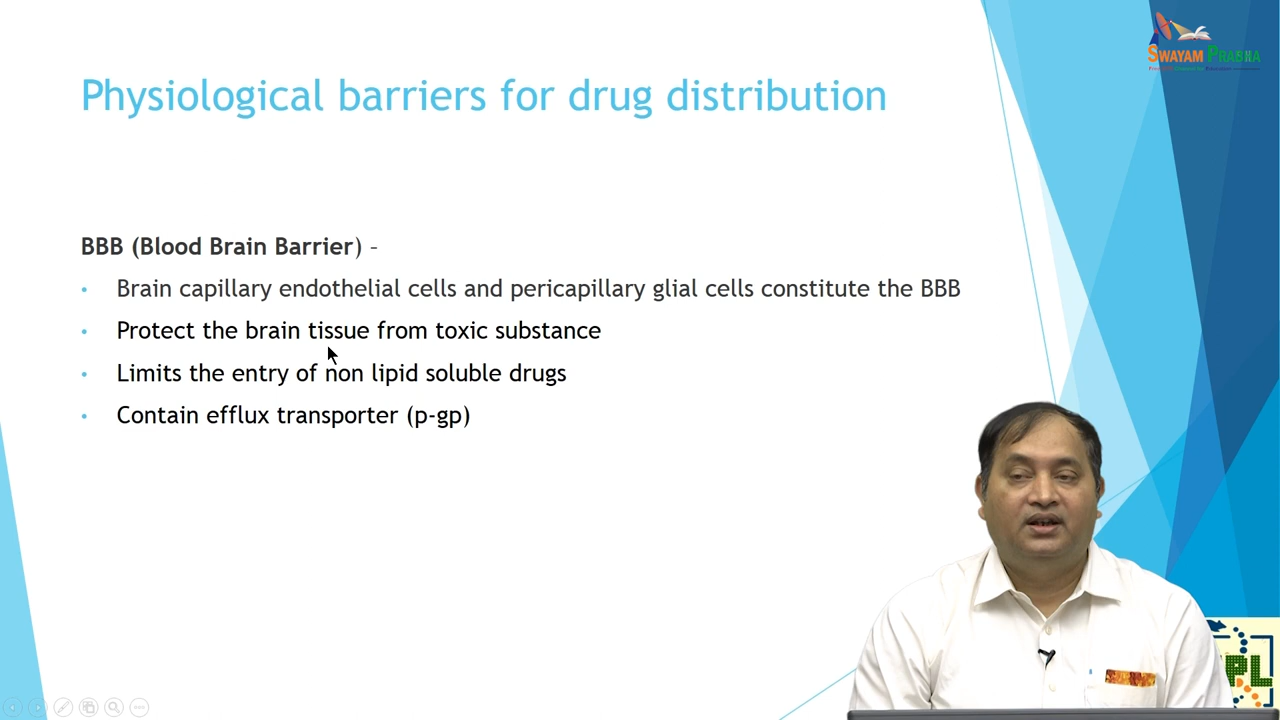 SWAYAM PRABHA
Physiological barriers for drug distribution
BBB (Blood Brain Barrier) –
• Brain capillary endothelial cells and pericapillary glial cells constitute the BBB
• Protect the brain tissue from toxic substance
• Limits the entry of non lipid soluble drugs
• Contain efflux transporter (p-gp)
PL